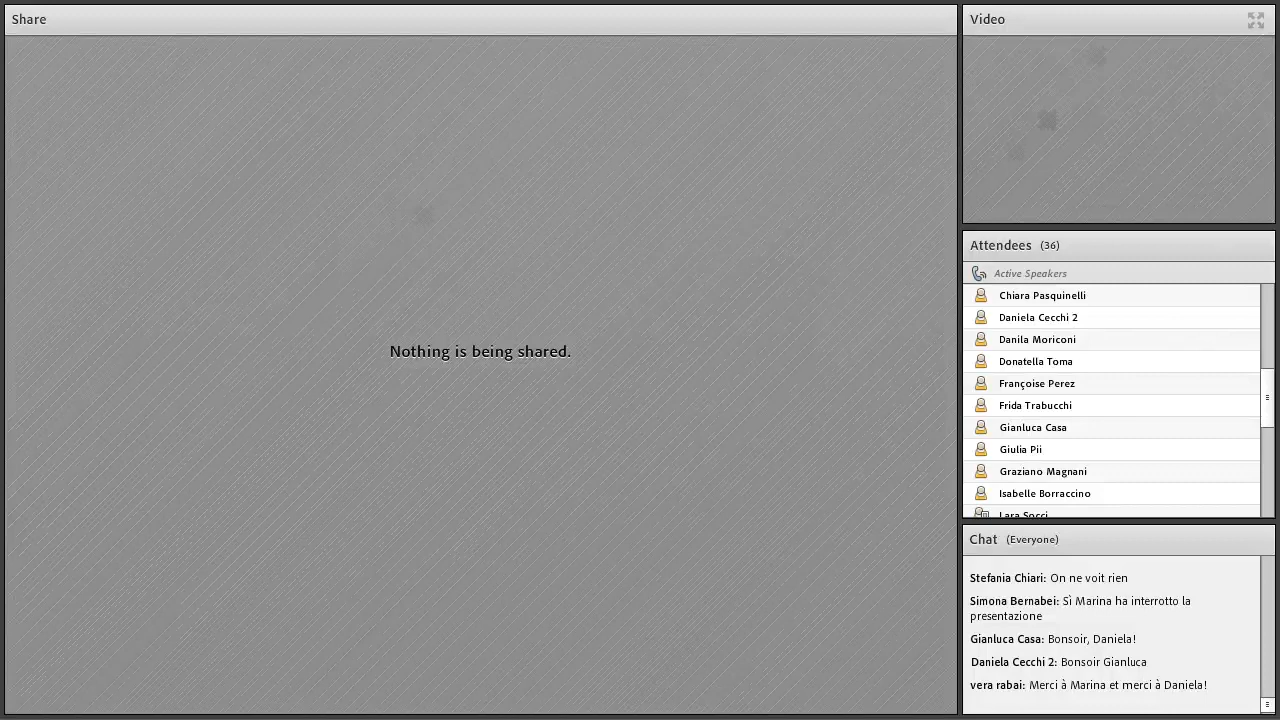 Share
Nothing is being shared.
Video
Attendees (36)
Active Speakers
Chiara Pasquinelli
Daniela Cecchi 2
Danila Moriconi
Donatella Toma
Françoise Perez
Frida Trabucchi
Gianluca Casa
Giulia Pii
Graziano Magnani
Isabelle Borraccino
Lara Socci
Chat (Everyone)
Stefania Chiari: On ne voit rien
Simona Bernabei: Sì Marina ha interrotto la
presentazione
Gianluca Casa: Bonsoir, Daniela!
Daniela Cecchi 2: Bonsoir Gianluca
vera rabai: Merci à Marina et merci à Daniela!